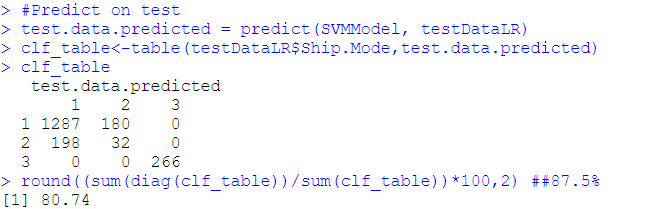 > #Predict on test
> test.data.predicted = predict(SVMModel, testDataLR)
> clf_table<-table(testDataLR$Ship.Mode,test.data.predicted)
> clf_table
   test.data.predicted
       1    2    3
  1 1287  180    0
  2  198   32    0
  3    0    0  266
> round((sum(diag(clf_table))/sum(clf_table))*100,2) ##87.5%
[1] 80.74